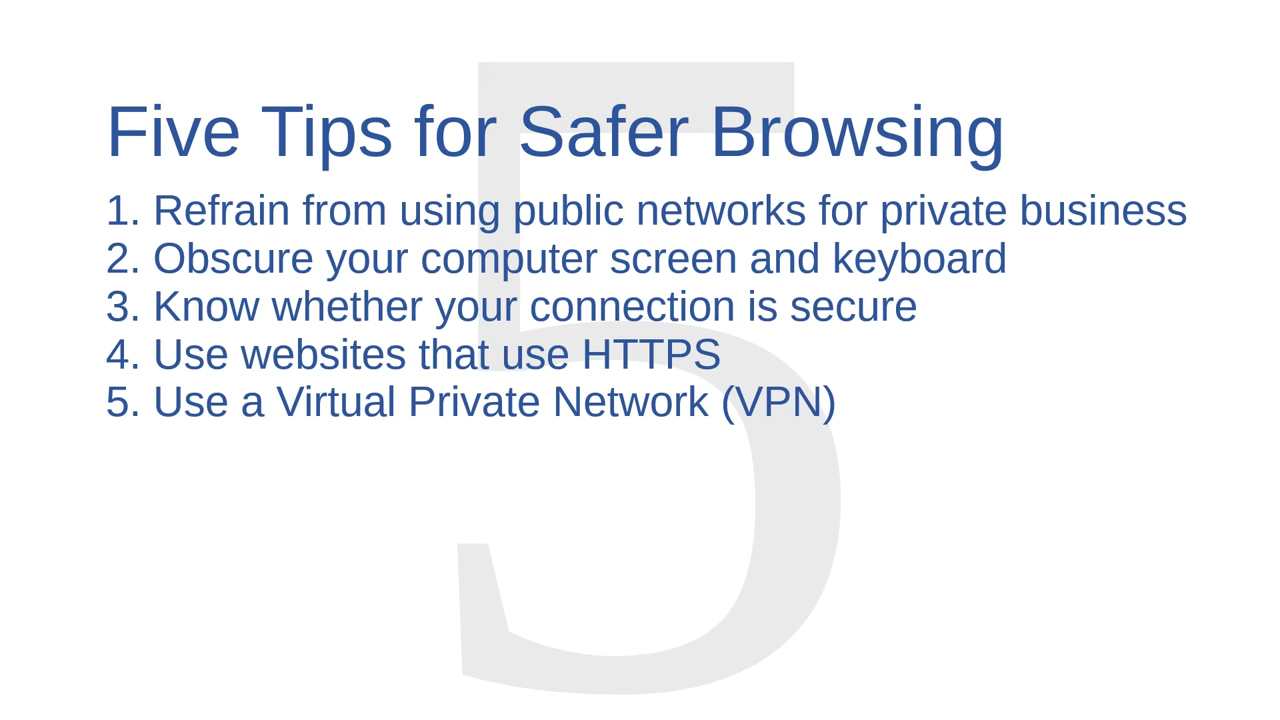 Five Tips for Safer Browsing
1. Refrain from using public networks for private business
2. Obscure your computer screen and keyboard
3. Know whether your connection is secure
4. Use websites that use HTTPS
5. Use a Virtual Private Network (VPN)
5